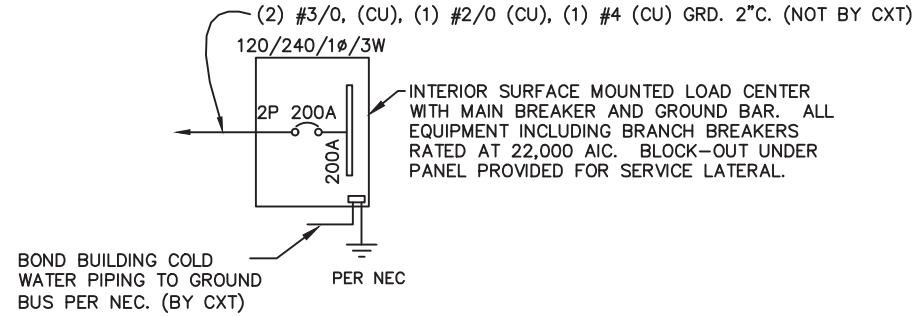 (2) #3/0, (CU), (1) #2/0 (CU), (1) #4 (CU) GRD. 2"C. (NOT BY CXT)
120/240/1ø/3W
2P 200A
200A
INTERIOR SURFACE MOUNTED LOAD CENTER
WITH MAIN BREAKER AND GROUND BAR. ALL
EQUIPMENT INCLUDING BRANCH BREAKERS
RATED AT 22,000 AIC. BLOCK-OUT UNDER
PANEL PROVIDED FOR SERVICE LATERAL.
BOND BUILDING COLD
WATER PIPING TO GROUND
BUS PER NEC. (BY CXT)
PER NEC